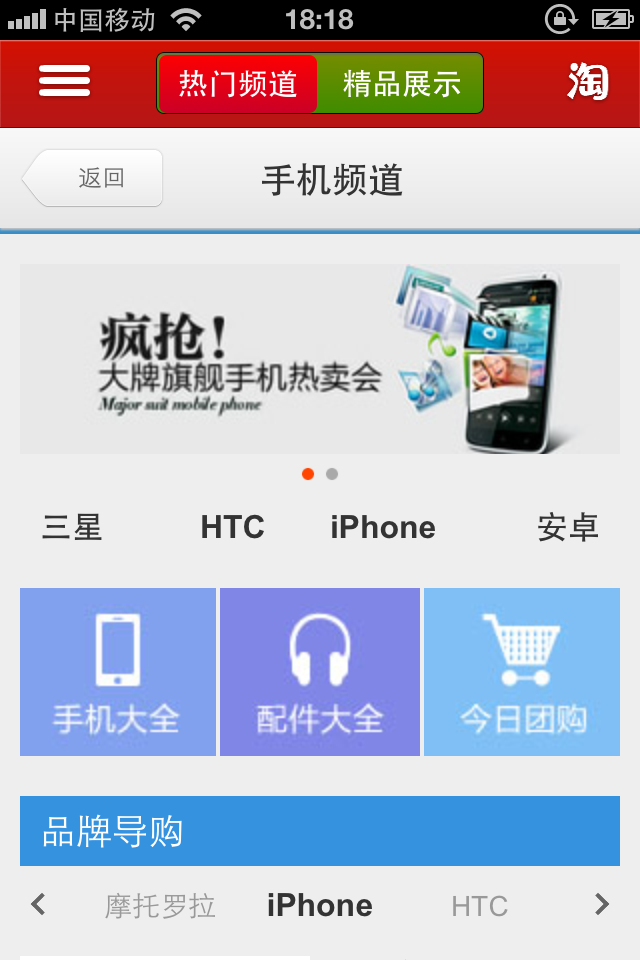 中国移动 18:18
热门频道 精品展示 淘
返回 手机频道
疯抢!
大牌旗舰手机热卖会
Major suit mobile phone
三星 HTC iPhone 安卓
手机大全 配件大全 今日团购
品牌导购
摩托罗拉 iPhone HTC